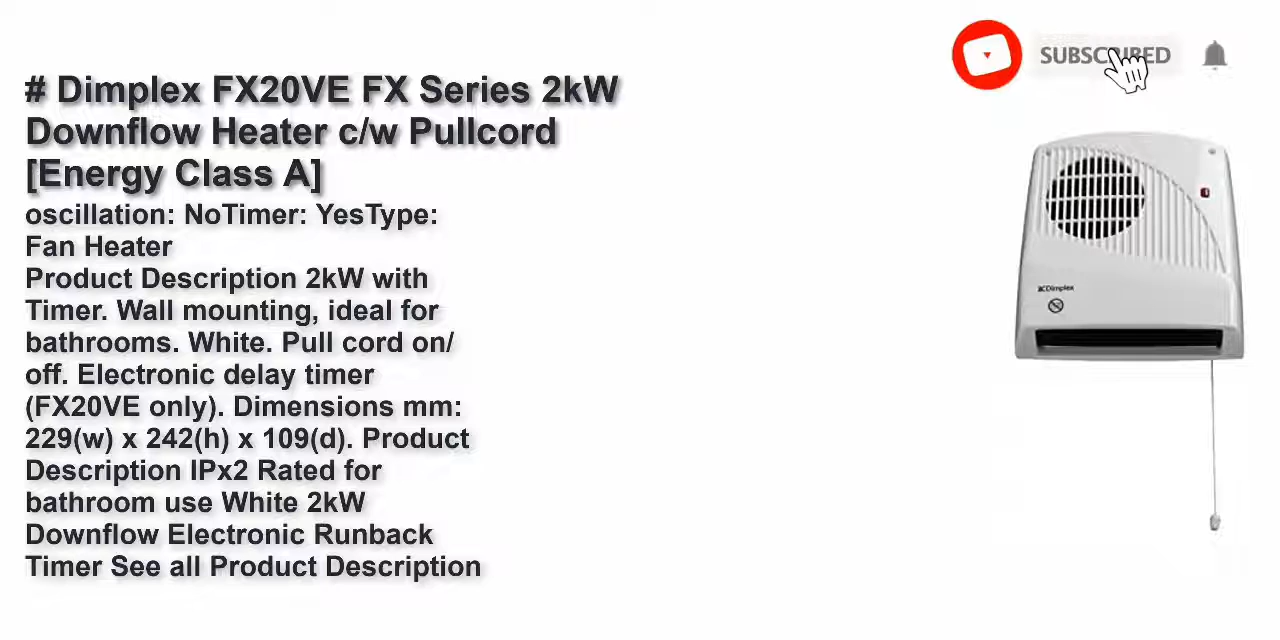 # Dimplex FX20VE FX Series 2kW
Downflow Heater c/w Pullcord
[Energy Class A]
oscillation: NoTimer: YesType:
Fan Heater
Product Description 2kW with
Timer. Wall mounting, ideal for
bathrooms. White. Pull cord on/
off. Electronic delay timer
(FX20VE only). Dimensions mm:
229(w) x 242(h) x 109(d). Product
Description IPx2 Rated for
bathroom use White 2kW
Downflow Electronic Runback
Timer See all Product Description
SUBSCRIBED
Dimplex